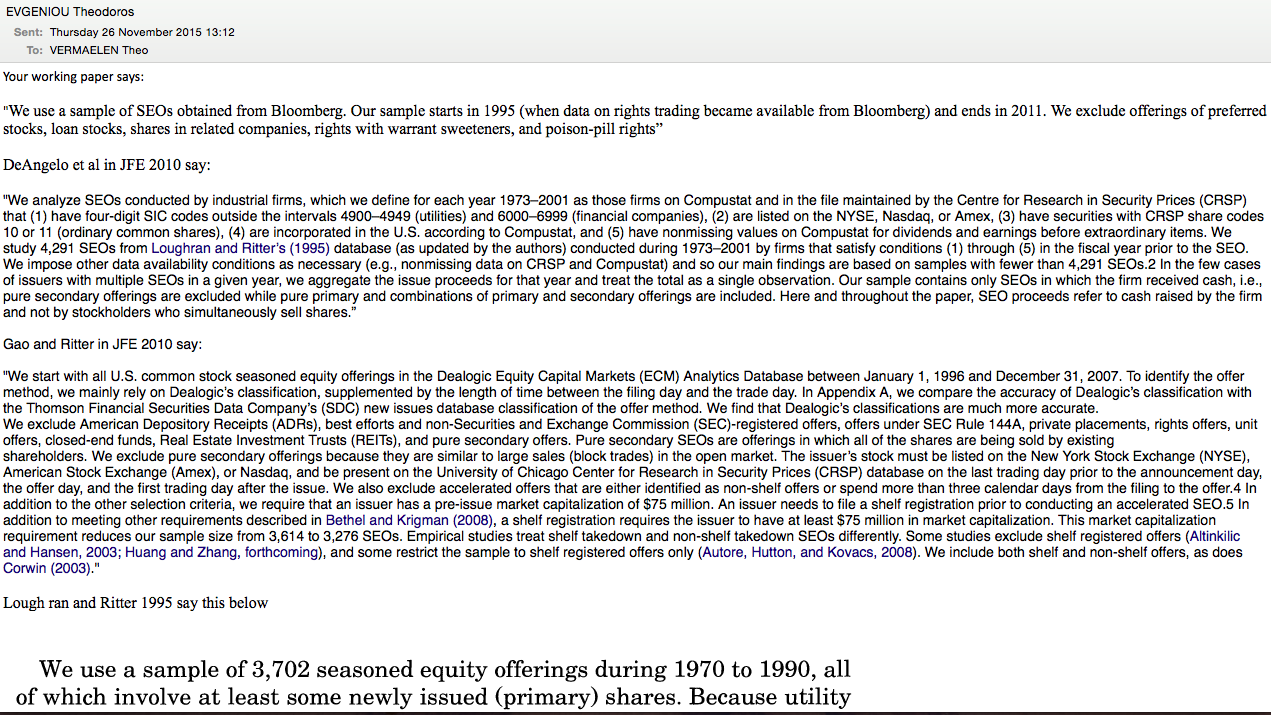 EVGENIOU Theodoros
Sent: Thursday 26 November 2015 13:12
To: VERMAELEN Theo
Your working paper says:
"We use a sample of SEOs obtained from Bloomberg. Our sample starts in 1995 (when data on rights trading became available from Bloomberg) and ends in 2011. We exclude offerings of preferred
stocks, loan stocks, shares in related companies, rights with warrant sweeteners, and poison-pill rights”
DeAngelo et al in JFE 2010 say:
"We analyze SEOs conducted by industrial firms, which we define for each year 1973–2001 as those firms on Compustat and in the file maintained by the Centre for Research in Security Prices (CRSP)
that (1) have four-digit SIC codes outside the intervals 4900–4949 (utilities) and 6000–6999 (financial companies), (2) are listed on the NYSE, Nasdaq, or Amex, (3) have securities with CRSP share codes
10 or 11 (ordinary common shares), (4) are incorporated in the U.S. according to Compustat, and (5) have nonmissing values on Compustat for dividends and earnings before extraordinary items. We
study 4,291 SEOs from Loughran and Ritter’s (1995) database (as updated by the authors) conducted during 1973–2001 by firms that satisfy conditions (1) through (5) in the fiscal year prior to the SEO.
We impose other data availability conditions as necessary (e.g., nonmissing data on CRSP and Compustat) and so our main findings are based on samples with fewer than 4,291 SEOs.2 In the few cases
of issuers with multiple SEOs in a given year, we aggregate the issue proceeds for that year and treat the total as a single observation. Our sample contains only SEOs in which the firm received cash, i.e.,
pure secondary offerings are excluded while pure primary and combinations of primary and secondary offerings are included. Here and throughout the paper, SEO proceeds refer to cash raised by the firm
and not by stockholders who simultaneously sell shares.”
Gao and Ritter in JFE 2010 say:
"We start with all U.S. common stock seasoned equity offerings in the Dealogic Equity Capital Markets (ECM) Analytics Database between January 1, 1996 and December 31, 2007. To identify the offer
method, we mainly rely on Dealogic’s classification, supplemented by the length of time between the filing day and the trade day. In Appendix A, we compare the accuracy of Dealogic’s classification with
the Thomson Financial Securities Data Company’s (SDC) new issues database classification of the offer method. We find that Dealogic’s classifications are much more accurate.
We exclude American Depository Receipts (ADRs), best efforts and non-Securities and Exchange Commission (SEC)-registered offers, offers under SEC Rule 144A, private placements, rights offers, unit
offers, closed-end funds, Real Estate Investment Trusts (REITs), and pure secondary offers. Pure secondary SEOs are offerings in which all of the shares are being sold by existing
shareholders. We exclude pure secondary offerings because they are similar to large sales (block trades) in the open market. The issuer’s stock must be listed on the New York Stock Exchange (NYSE),
American Stock Exchange (Amex), or Nasdaq, and be present on the University of Chicago Center for Research in Security Prices (CRSP) database on the last trading day prior to the announcement day,
the offer day, and the first trading day after the issue. We also exclude accelerated offers that are either identified as non-shelf offers or spend more than three calendar days from the filing to the offer.4 In
addition to the other selection criteria, we require that an issuer has a pre-issue market capitalization of $75 million. An issuer needs to file a shelf registration prior to conducting an accelerated SEO.5 In
addition to meeting other requirements described in Bethel and Krigman (2008), a shelf registration requires the issuer to have at least $75 million in market capitalization. This market capitalization
requirement reduces our sample size from 3,614 to 3,276 SEOs. Empirical studies treat shelf takedown and non-shelf takedown SEOs differently. Some studies exclude shelf registered offers (Altinkilic
and Hansen, 2003; Huang and Zhang, forthcoming), and some restrict the sample to shelf registered offers only (Autore, Hutton, and Kovacs, 2008). We include both shelf and non-shelf offers, as does
Corwin (2003)."
Lough ran and Ritter 1995 say this below
We use a sample of 3,702 seasoned equity offerings during 1970 to 1990, all
of which involve at least some newly issued (primary) shares. Because utility